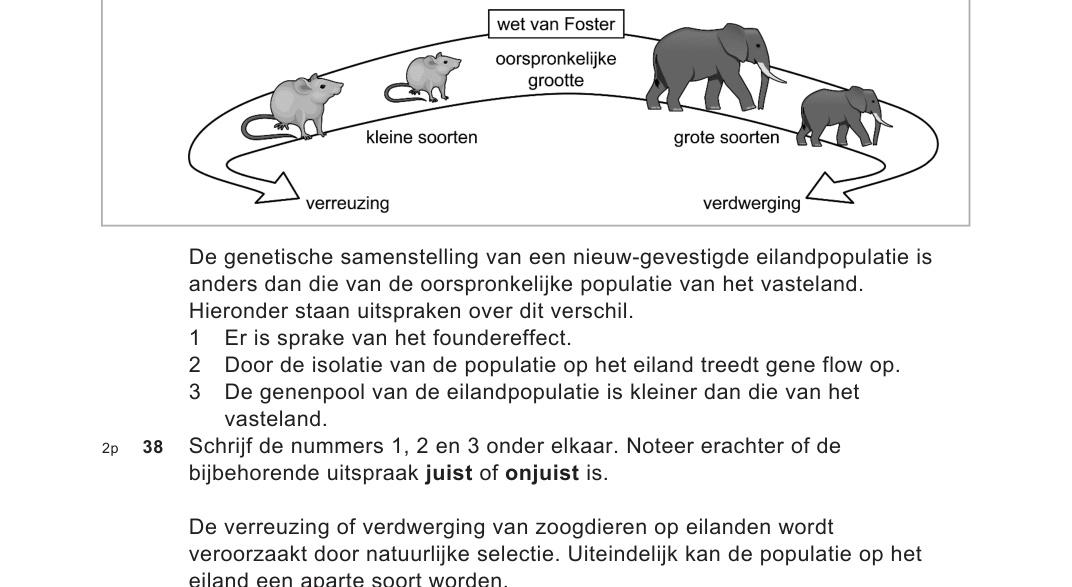 wet van Foster
oorspronkelijke
grootte
kleine soorten
grote soorten
verreuzing
verdwerging
De genetische samenstelling van een nieuw-gevestigde eilandpopulatie is
anders dan die van de oorspronkelijke populatie van het vasteland.
Hieronder staan uitspraken over dit verschil.
1 Er is sprake van het foundereffect.
2 Door de isolatie van de populatie op het eiland treedt gene flow op.
3 De genenpool van de eilandpopulatie is kleiner dan die van het
vasteland.
2p 38 Schrijf de nummers 1, 2 en 3 onder elkaar. Noteer erachter of de
bijbehorende uitspraak juist of onjuist is.
De verreuzing of verdwerging van zoogdieren op eilanden wordt
veroorzaakt door natuurlijke selectie. Uiteindelijk kan de populatie op het
eiland een aparte soort worden.